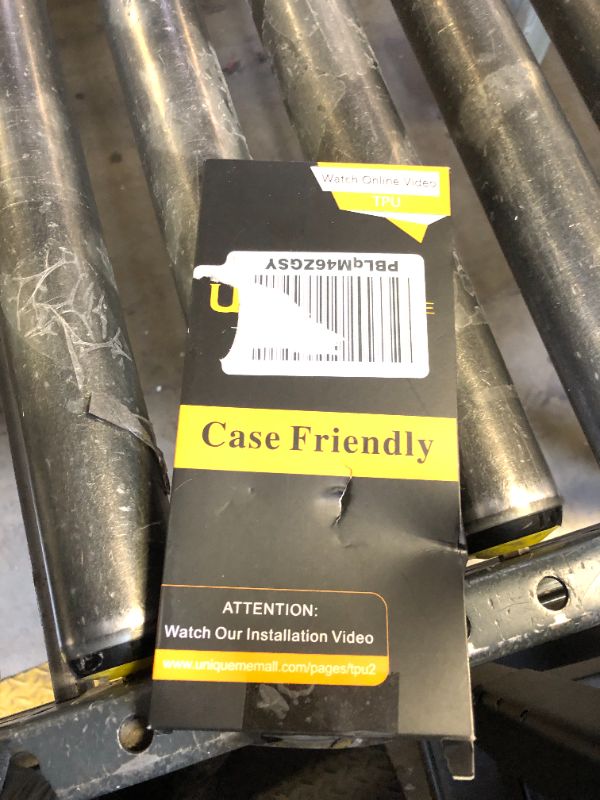 Watch Online Video
TPU
PBLqM46ZGSY
Case Friendly
ATTENTION:
Watch Our Installation Video
www.uniquememall.com/pages/tpu2